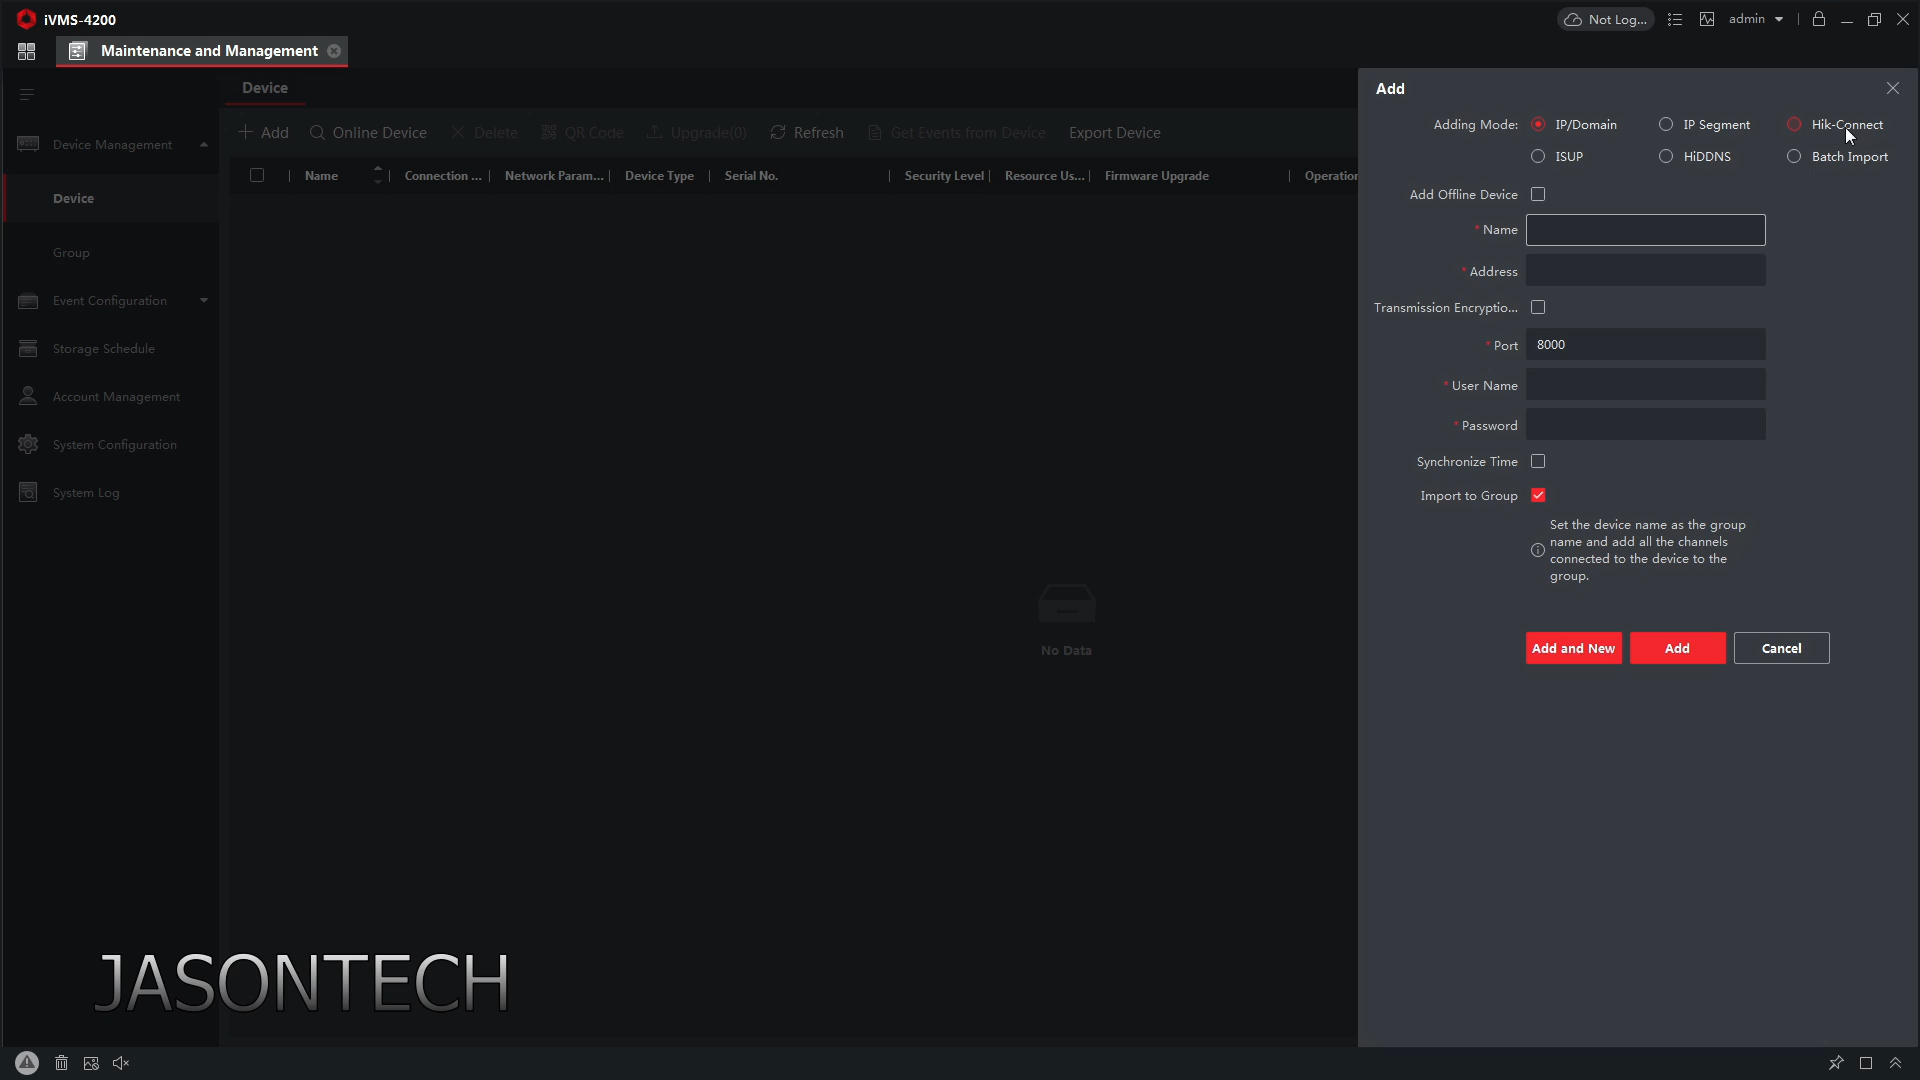 iVMS-4200
Not Log...
admin
Maintenance and Management
Device
Add
Online Device
Delete
QR Code
Upgrade(0)
Refresh
Get Events from Device
Export Device
Name
Connection ...
Network Param...
Device Type
Serial No.
Security Level
Resource Us...
Firmware Upgrade
Operation
Device Management
Device
Group
Event Configuration
Storage Schedule
Account Management
System Configuration
System Log
No Data
Add
Adding Mode:
IP/Domain
IP Segment
Hik-Connect
ISUP
HiDDNS
Batch Import
Add Offline Device
* Name
* Address
Transmission Encryptio...
* Port
8000
* User Name
* Password
Synchronize Time
Import to Group
Set the device name as the group
name and add all the channels
connected to the device to the
group.
Add and New
Add
Cancel
JASONTECH